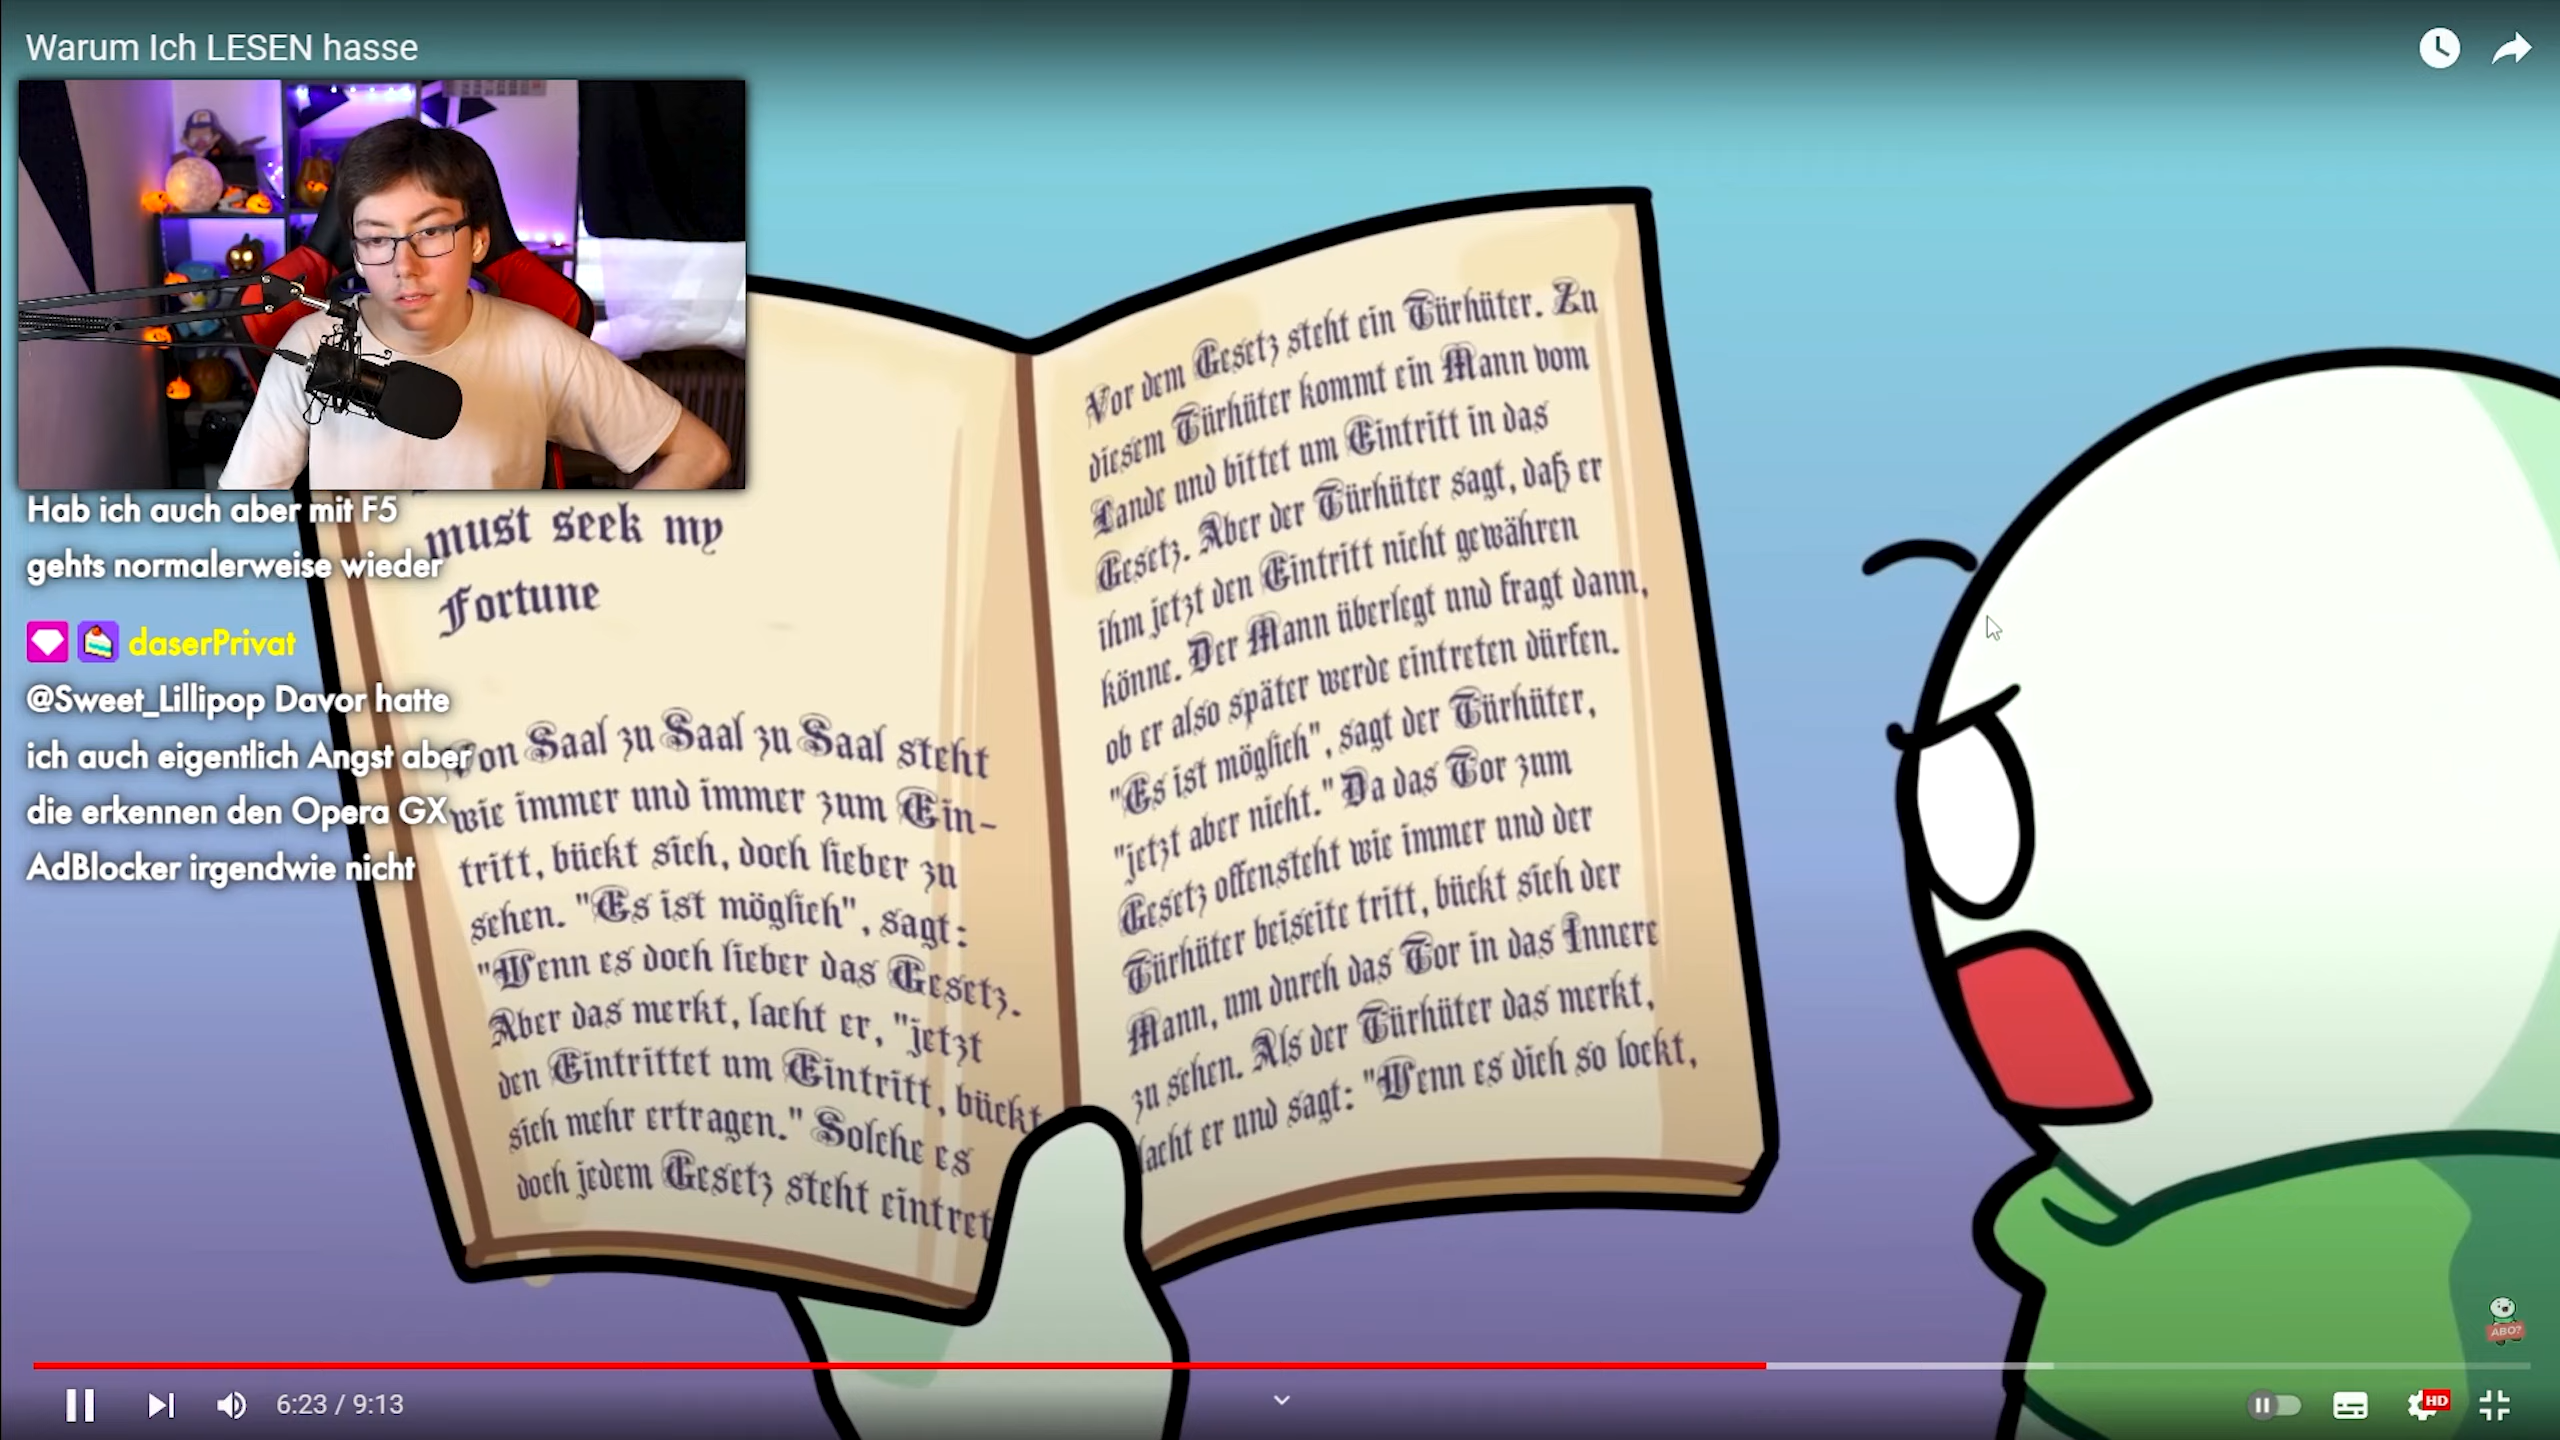 Warum Ich LESEN hasse
Hab ich auch aber mit F5
gehts normalerweise wieder
daserPrivat
@Sweet_Lillipop Davor hatte
ich auch eigentlich Angst aber
die erkennen den Opera GX
AdBlocker irgendwie nicht
must seek my
Fortune
Von Saal zu Saal zu Saal steht
wie immer und immer zum Ein-
tritt, bückt sich, doch lieber zu
sehen. "Es ist möglich", sagt:
"Wenn es doch lieber das Gesetz.
Aber das merkt, lacht er, "jetzt
den Eintrittet um Eintritt, bückt
sich mehr ertragen." Solche es
doch jedem Gesetz steht eintret
Vor dem Gesetz steht ein Türhüter. Zu
diesem Türhüter kommt ein Mann vom
Lande und bittet um Eintritt in das
Gesetz. Aber der Türhüter sagt, daß er
ihm jetzt den Eintritt nicht gewähren
könne. Der Mann überlegt und fragt dann,
ob er also später werde eintreten dürfen.
"Es ist möglich", sagt der Türhüter,
"jetzt aber nicht." Da das Tor zum
Gesetz offensteht wie immer und der
Türhüter beiseite tritt, bückt sich der
Mann, um durch das Tor in das Innere
zu sehen. Als der Türhüter das merkt,
lacht er und sagt: "Wenn es dich so lockt,
ABO?
6:23 / 9:13
HD